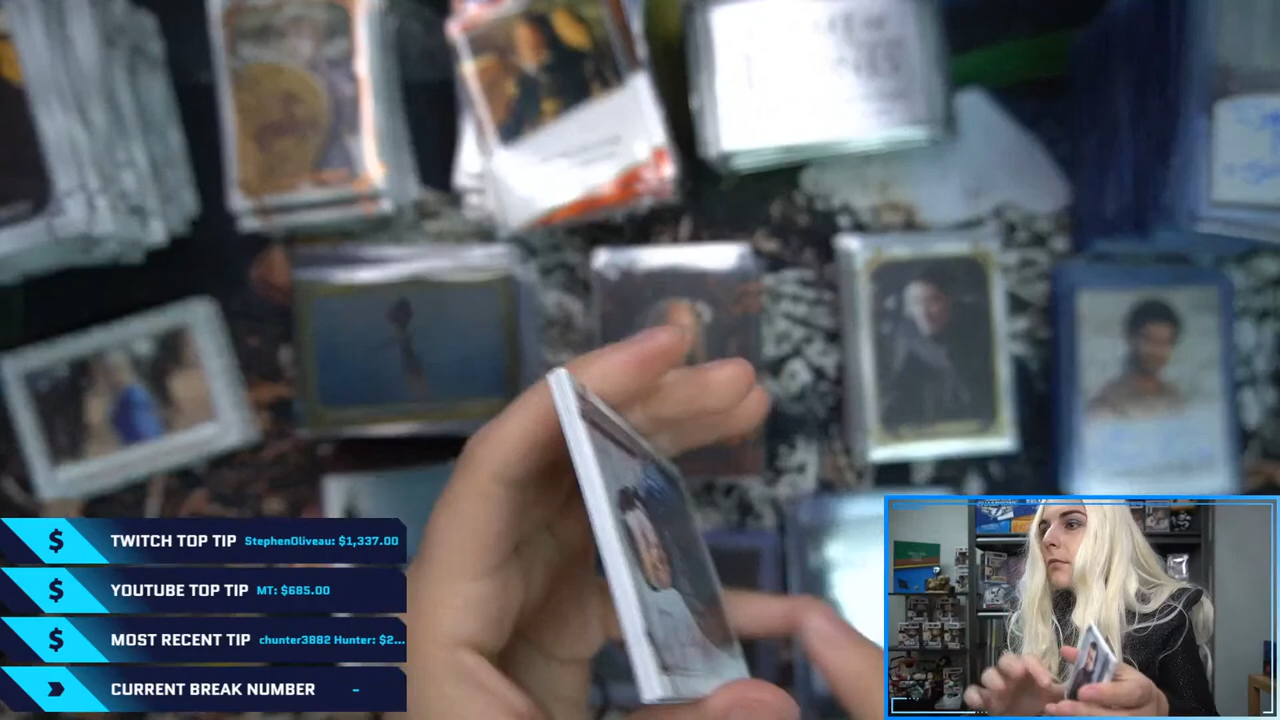 $ TWITCH TOP TIP StephenOliveau: $1,337.00
$ YOUTUBE TOP TIP MT: $685.00
$ MOST RECENT TIP chunter3882 Hunter: $2...
CURRENT BREAK NUMBER -